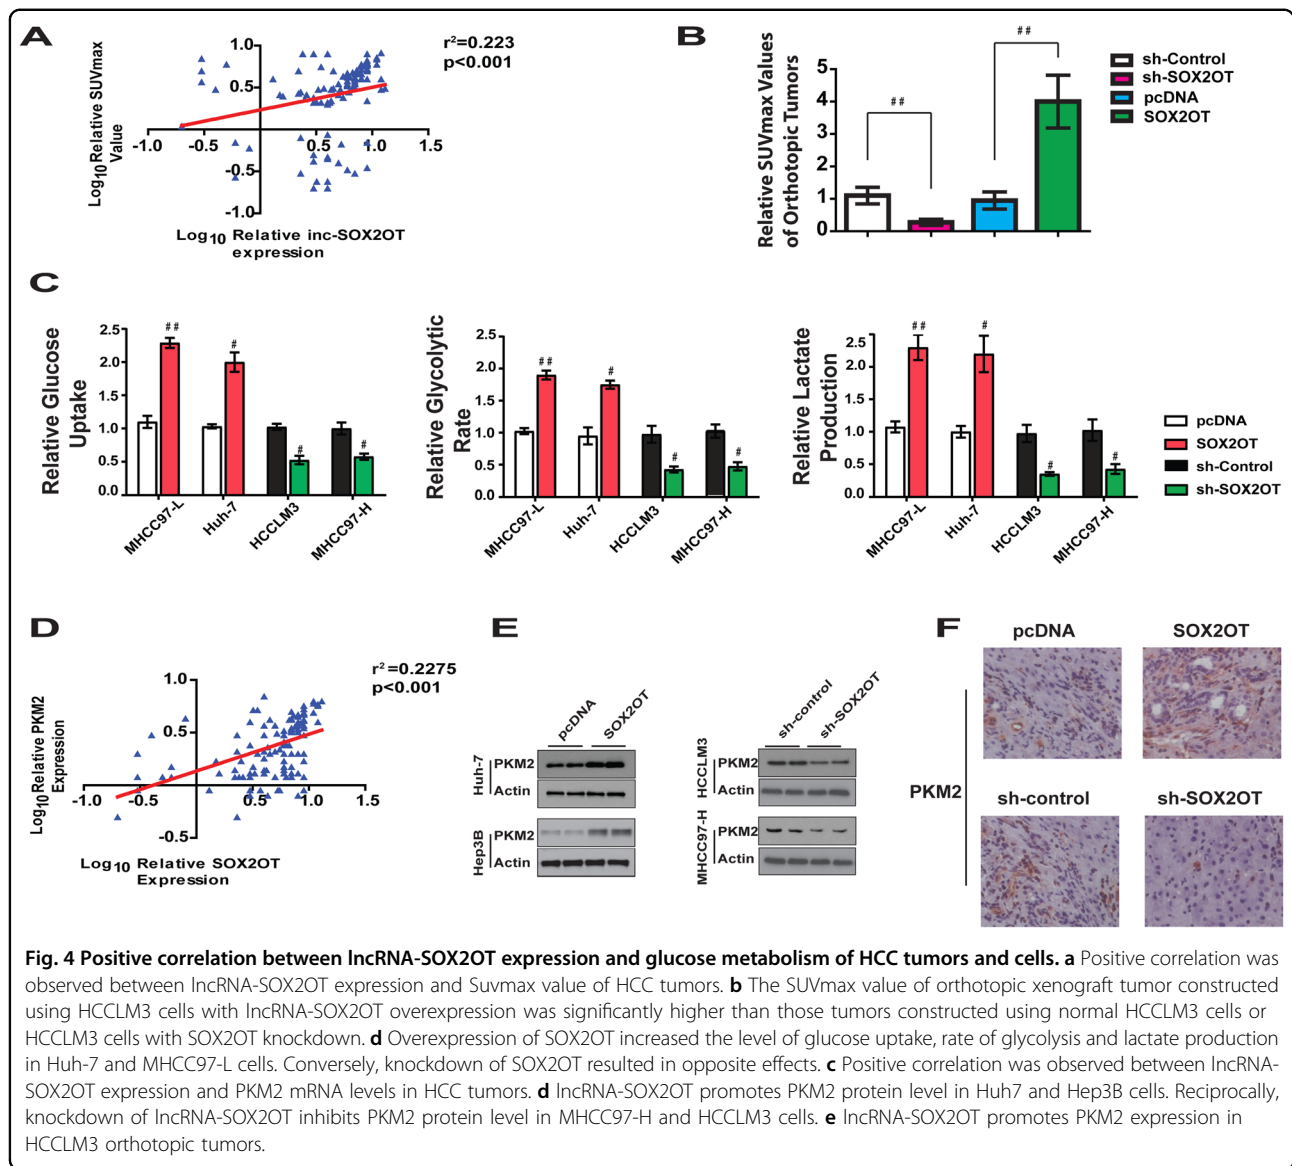 A
r²=0.223
p<0.001
Log10 Relative SUVmax
Value
1.0
0.5
-0.5
-1.0
-1.0
-0.5
0.5
1.0
1.5
Log10 Relative inc-SOX2OT
expression
B
Relative SUVmax Values
of Orthotopic Tumors
5
4
3
2
1
0
##
##
sh-Control
sh-SOX2OT
pcDNA
SOX2OT
C
Relative Glucose
Uptake
2.5
2.0
1.5
1.0
0.5
0.0
##
#
#
#
MHCC97-L
Huh-7
HCCLM3
MHCC97-H
Relative Glycolytic
Rate
2.5
2.0
1.5
1.0
0.5
0.0
##
#
#
#
MHCC97-L
Huh-7
HCCLM3
MHCC97-H
Relative Lactate
Production
2.5
2.0
1.5
1.0
0.5
0.0
##
#
#
#
MHCC97-L
Huh-7
HCCLM3
MHCC97-H
pcDNA
SOX2OT
sh-Control
sh-SOX2OT
D
r²=0.2275
p<0.001
Log10 Relative PKM2
Expression
1.0
0.5
-0.5
-1.0
-0.5
0.0
0.5
1.0
1.5
Log10 Relative SOX2OT
Expression
E
pcDNA
SOX2OT
Huh-7
PKM2
Actin
Hep3B
PKM2
Actin
sh-control
sh-SOX2OT
HCCLM3
PKM2
Actin
MHCC97-H
PKM2
Actin
F
pcDNA
SOX2OT
PKM2
sh-control
sh-SOX2OT
Fig. 4 Positive correlation between lncRNA-SOX2OT expression and glucose metabolism of HCC tumors and cells. a Positive correlation was
observed between lncRNA-SOX2OT expression and Suvmax value of HCC tumors. b The SUVmax value of orthotopic xenograft tumor constructed
using HCCLM3 cells with lncRNA-SOX2OT overexpression was significantly higher than those tumors constructed using normal HCCLM3 cells or
HCCLM3 cells with SOX2OT knockdown. d Overexpression of SOX2OT increased the level of glucose uptake, rate of glycolysis and lactate production
in Huh-7 and MHCC97-L cells. Conversely, knockdown of SOX2OT resulted in opposite effects. c Positive correlation was observed between lncRNA-
SOX2OT expression and PKM2 mRNA levels in HCC tumors. d lncRNA-SOX2OT promotes PKM2 protein level in Huh7 and Hep3B cells. Reciprocally,
knockdown of lncRNA-SOX2OT inhibits PKM2 protein level in MHCC97-H and HCCLM3 cells. e lncRNA-SOX2OT promotes PKM2 expression in
HCCLM3 orthotopic tumors.